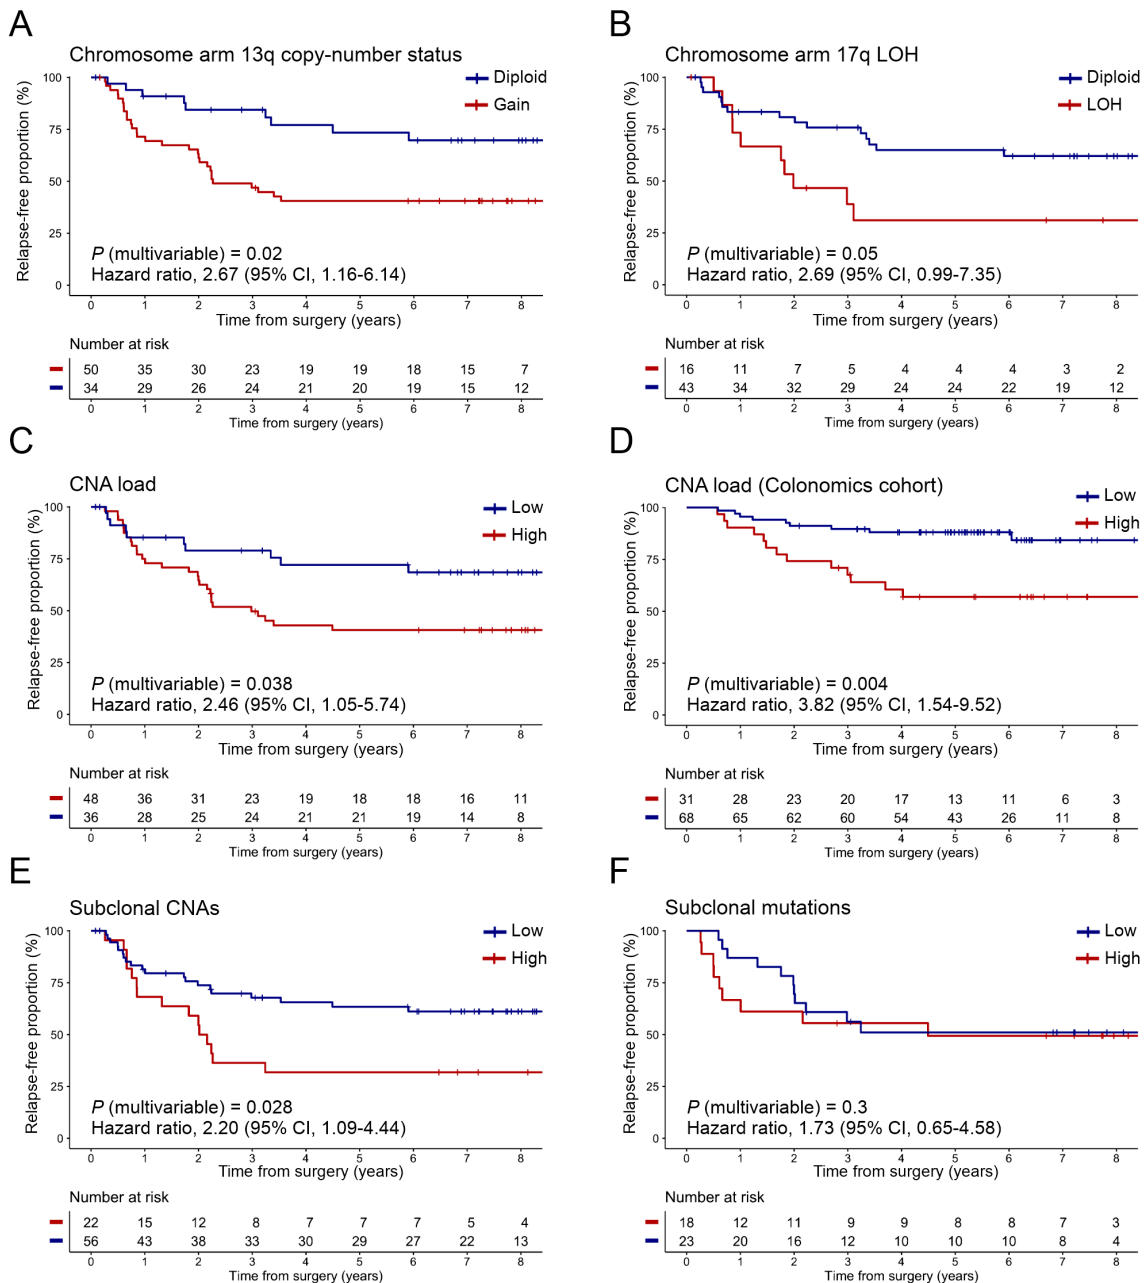 A
Chromosome arm 13q copy-number status
Relapse-free proportion (%)
100
75
50
25
0
Diploid
Gain
P (multivariable) = 0.02
Hazard ratio, 2.67 (95% CI, 1.16-6.14)
0 1 2 3 4 5 6 7 8
Time from surgery (years)
Number at risk
50 35 30 23 19 19 18 15 7
34 29 26 24 21 20 19 15 12
0 1 2 3 4 5 6 7 8
Time from surgery (years)
B
Chromosome arm 17q LOH
Relapse-free proportion (%)
100
75
50
25
0
Diploid
LOH
P (multivariable) = 0.05
Hazard ratio, 2.69 (95% CI, 0.99-7.35)
0 1 2 3 4 5 6 7 8
Time from surgery (years)
Number at risk
16 11 7 5 4 4 4 3 2
43 34 32 29 24 24 22 19 12
0 1 2 3 4 5 6 7 8
Time from surgery (years)
C
CNA load
Relapse-free proportion (%)
100
75
50
25
0
Low
High
P (multivariable) = 0.038
Hazard ratio, 2.46 (95% CI, 1.05-5.74)
0 1 2 3 4 5 6 7 8
Time from surgery (years)
Number at risk
48 36 31 23 19 18 18 16 11
36 28 25 24 21 21 19 14 8
0 1 2 3 4 5 6 7 8
Time from surgery (years)
D
CNA load (Colonomics cohort)
Relapse-free proportion (%)
100
75
50
25
0
Low
High
P (multivariable) = 0.004
Hazard ratio, 3.82 (95% CI, 1.54-9.52)
0 1 2 3 4 5 6 7 8
Time from surgery (years)
Number at risk
31 28 23 20 17 13 11 6 3
68 65 62 60 54 43 26 11 8
0 1 2 3 4 5 6 7 8
Time from surgery (years)
E
Subclonal CNAs
Relapse-free proportion (%)
100
75
50
25
0
Low
High
P (multivariable) = 0.028
Hazard ratio, 2.20 (95% CI, 1.09-4.44)
0 1 2 3 4 5 6 7 8
Time from surgery (years)
Number at risk
22 15 12 8 7 7 7 5 4
56 43 38 33 30 29 27 22 13
0 1 2 3 4 5 6 7 8
Time from surgery (years)
F
Subclonal mutations
Relapse-free proportion (%)
100
75
50
25
0
Low
High
P (multivariable) = 0.3
Hazard ratio, 1.73 (95% CI, 0.65-4.58)
0 1 2 3 4 5 6 7 8
Time from surgery (years)
Number at risk
18 12 11 9 9 8 8 7 3
23 20 16 12 10 10 10 8 4
0 1 2 3 4 5 6 7 8
Time from surgery (years)